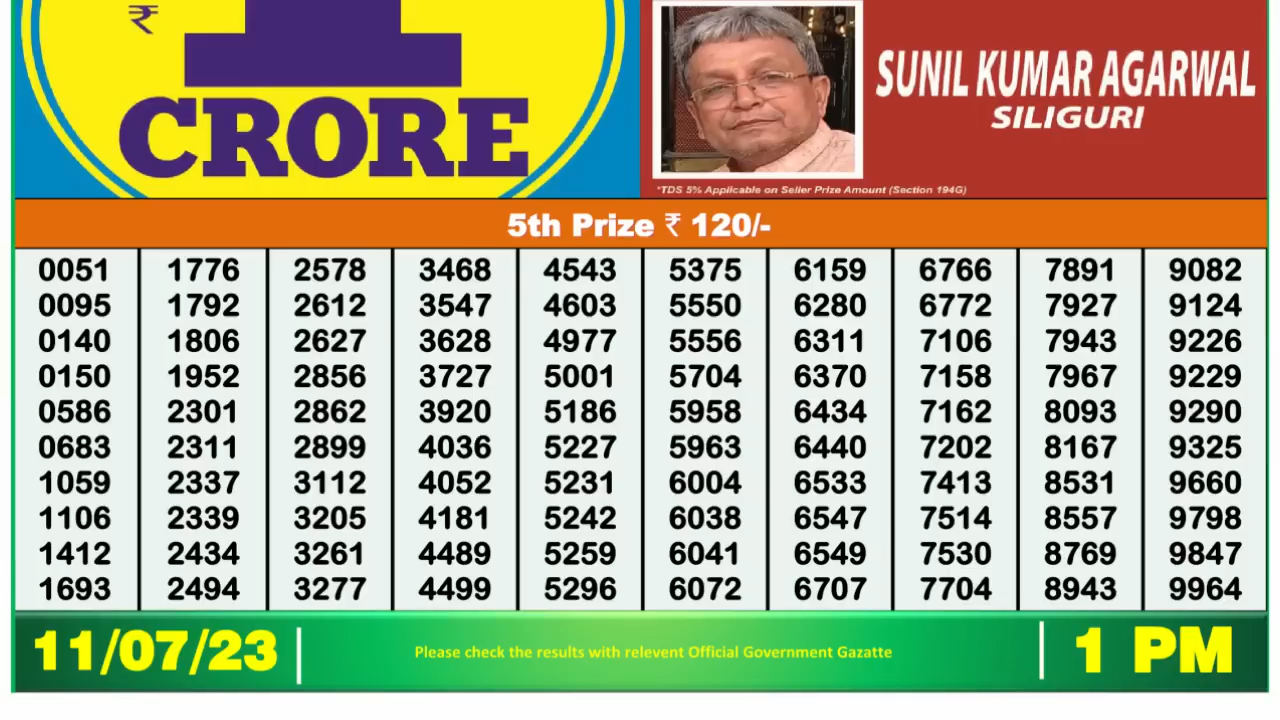 ₹
1
CRORE
SUNIL KUMAR AGARWAL
SILIGURI
*TDS 5% Applicable on Seller Prize Amount (Section 194G)
5th Prize ₹ 120/-
0051 1776 2578 3468 4543 5375 6159 6766 7891 9082
0095 1792 2612 3547 4603 5550 6280 6772 7927 9124
0140 1806 2627 3628 4977 5556 6311 7106 7943 9226
0150 1952 2856 3727 5001 5704 6370 7158 7967 9229
0586 2301 2862 3920 5186 5958 6434 7162 8093 9290
0683 2311 2899 4036 5227 5963 6440 7202 8167 9325
1059 2337 3112 4052 5231 6004 6533 7413 8531 9660
1106 2339 3205 4181 5242 6038 6547 7514 8557 9798
1412 2434 3261 4489 5259 6041 6549 7530 8769 9847
1693 2494 3277 4499 5296 6072 6707 7704 8943 9964
11/07/23
Please check the results with relevent Official Government Gazatte
1 PM